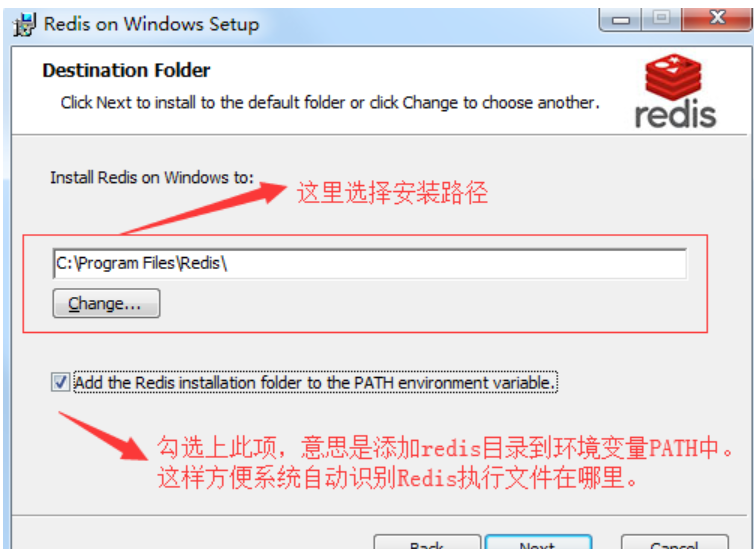 Redis on Windows Setup
Destination Folder
Click Next to install to the default folder or click Change to choose another.
redis
Install Redis on Windows to:
这里选择安装路径
C:\Program Files\Redis\
Change...
Add the Redis installation folder to the PATH environment variable.
勾选上此项，意思是添加redis目录到环境变量PATH中。
这样方便系统自动识别Redis执行文件在哪里。
Back Next Cancel